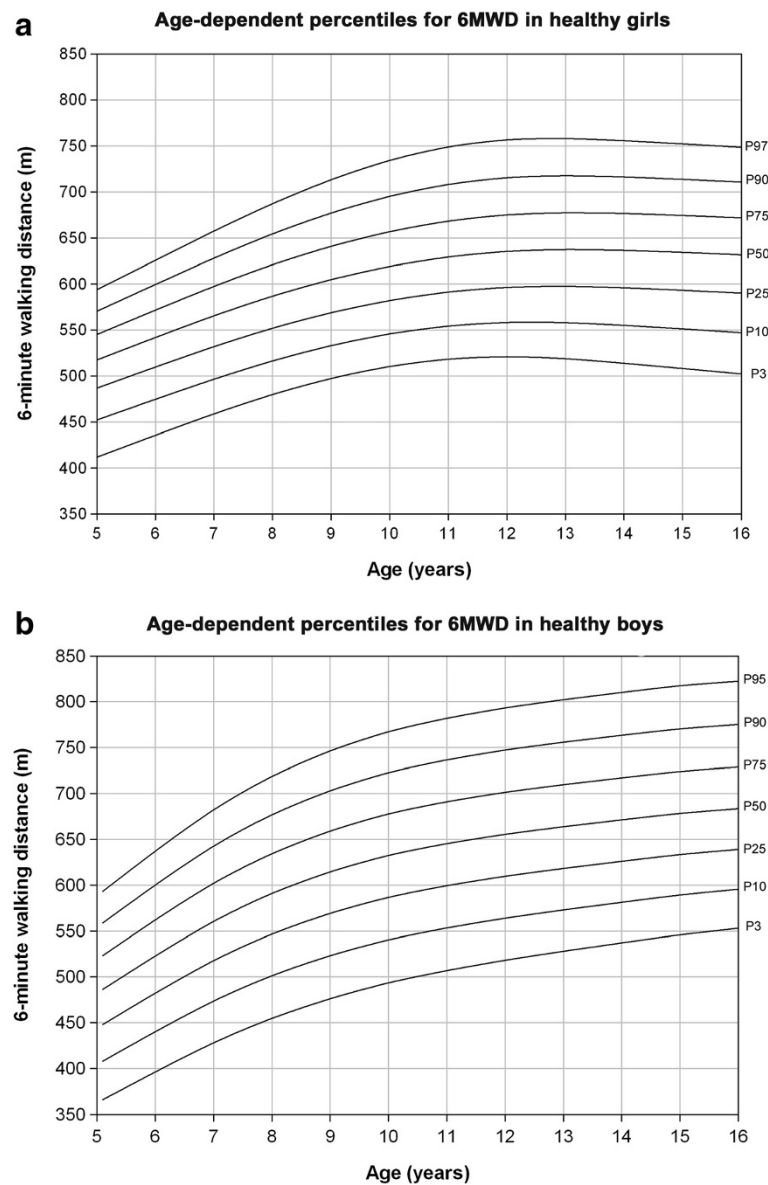 a
Age-dependent percentiles for 6MWD in healthy girls
6-minute walking distance (m)
850
800
750
700
650
600
550
500
450
400
350
P97
P90
P75
P50
P25
P10
P3
5 6 7 8 9 10 11 12 13 14 15 16
Age (years)
b
Age-dependent percentiles for 6MWD in healthy boys
6-minute walking distance (m)
850
800
750
700
650
600
550
500
450
400
350
P95
P90
P75
P50
P25
P10
P3
5 6 7 8 9 10 11 12 13 14 15 16
Age (years)